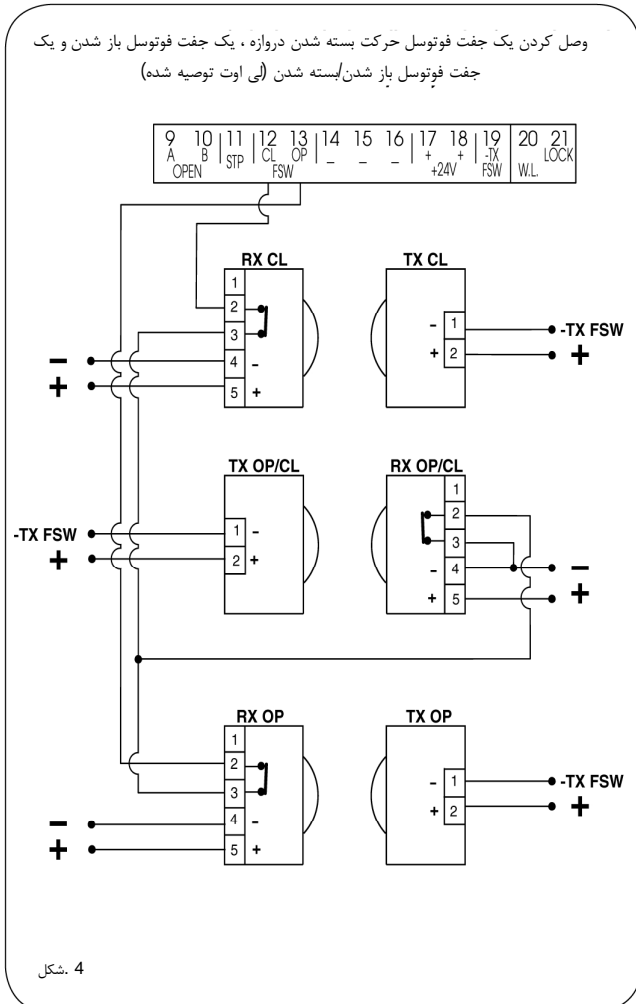 وصل کردن یک جفت فوتوسل حرکت بسته شدن دروازه ، یک جفت فوتوسل باز شدن و یک
جفت فوتوسل باز شدن/بسته شدن (لی اوت توصیه شده)
9 10 11 12 13 14 15 16 17 18 19 20 21
A B STP CL OP – – – + + -TX LOCK
OPEN FSW +24V FSW W.L.
RX CL
1
2
3
4 -
5 +
–
+
TX CL
- 1
+ 2
-TX FSW
+
TX OP/CL
1 -
2 +
-TX FSW
+
RX OP/CL
1
2
3
- 4
+ 5
–
+
RX OP
1
2
3
4 -
5 +
–
+
TX OP
- 1
+ 2
-TX FSW
+
4 .شکل